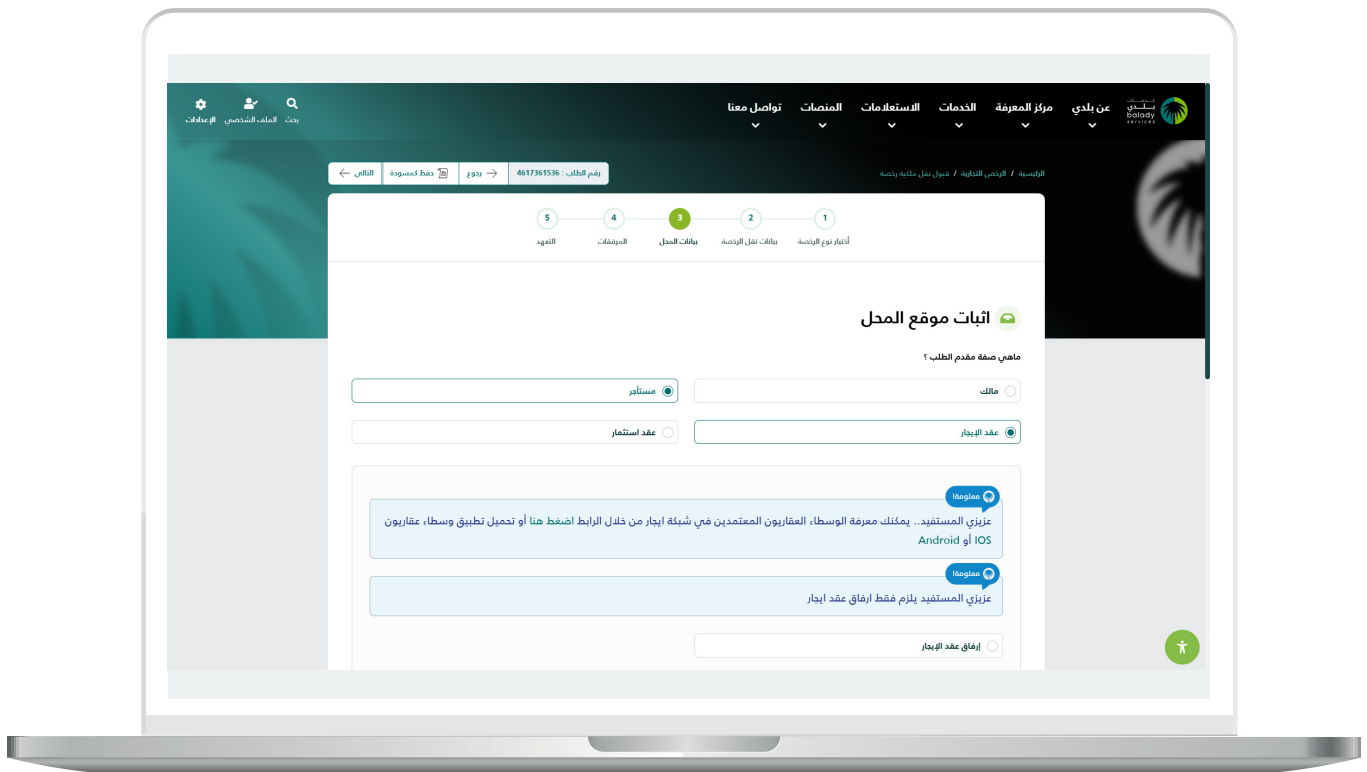 خدمات
بلدي
balady
services
عن بلدي
مركز المعرفة
الخدمات
الاستعلامات
المنصات
تواصل معنا
بحث
الملف الشخصي
الإعدادات
الرئيسية / الرخص التجارية / قبول نقل ملكية رخصة
رقم الطلب : 4617361536
رجوع
حفظ كمسودة
التالي
1
2
3
4
5
أختيار نوع الرخصة
بيانات نقل الرخصة
بيانات المحل
المرفقات
التعهد
اثبات موقع المحل
ماهي صفة مقدم الطلب ؟
مالك
مستأجر
عقد الإيجار
عقد استثمار
معلومة!
عزيزي المستفيد.. يمكنك معرفة الوسطاء العقاريون المعتمدين في شبكة ايجار من خلال الرابط اضغط هنا أو تحميل تطبيق وسطاء عقاريون
IOS أو Android
معلومة!
عزيزي المستفيد يلزم فقط ارفاق عقد ايجار
إرفاق عقد الإيجار